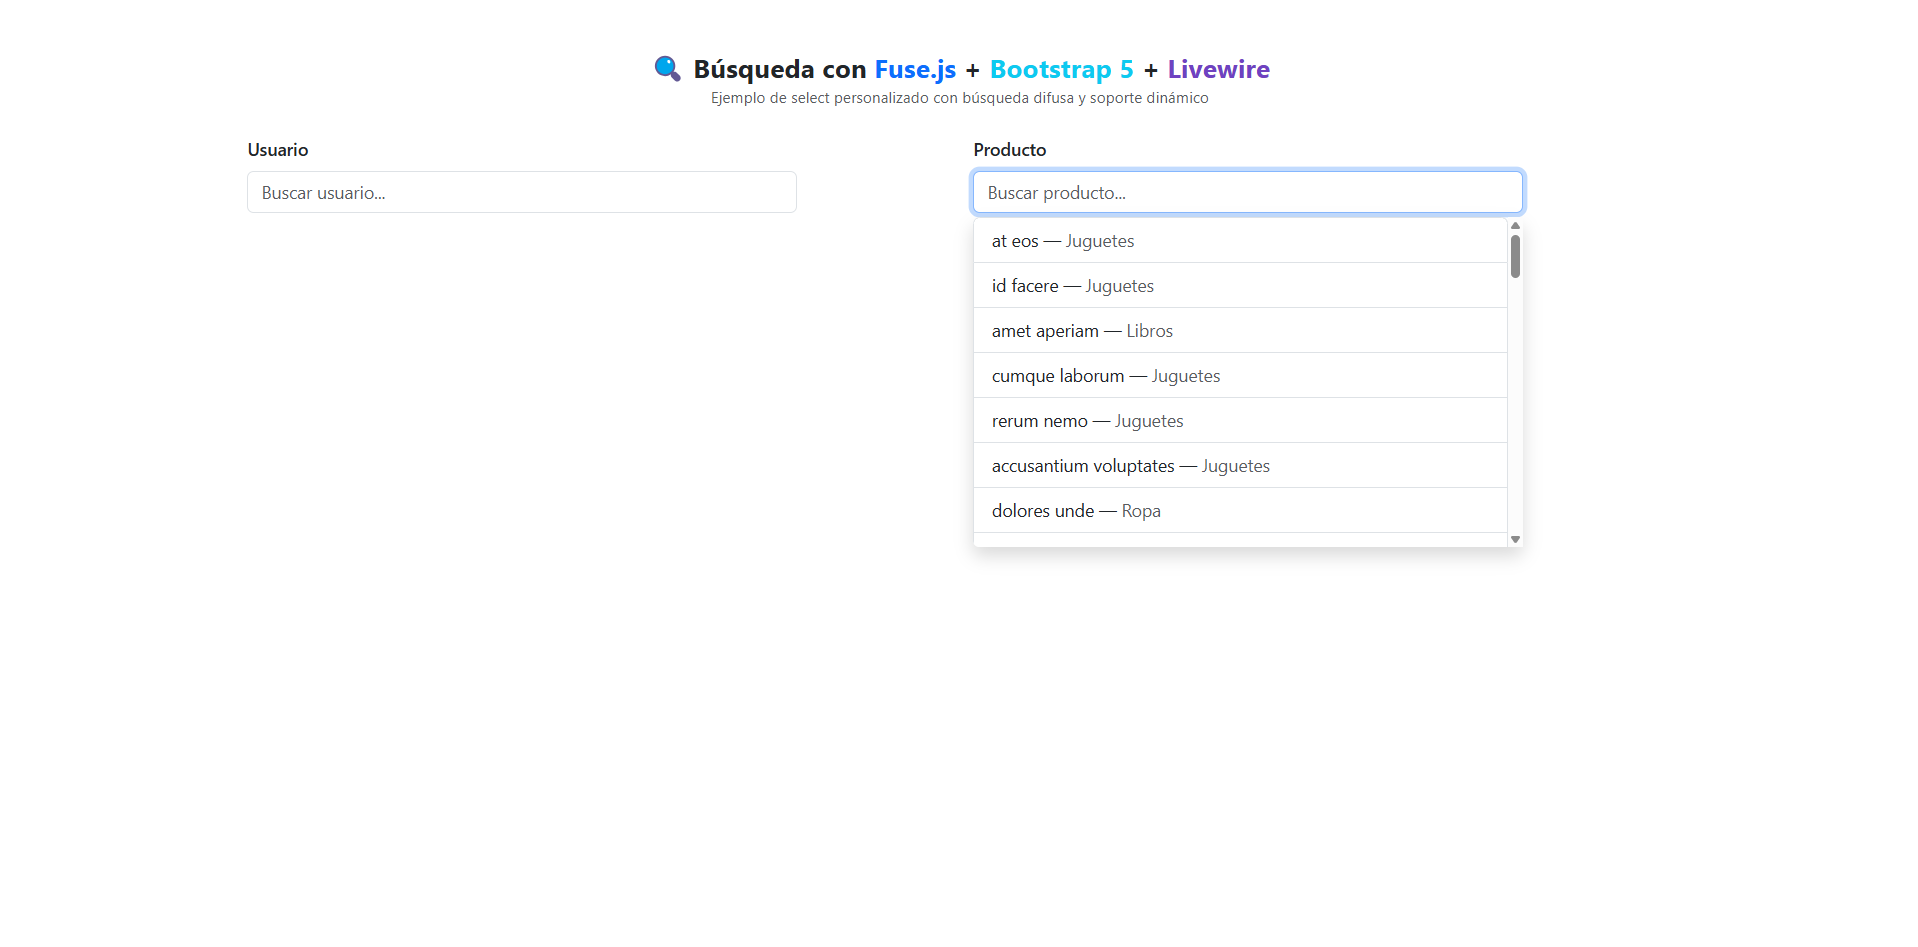 Búsqueda con Fuse.js + Bootstrap 5 + Livewire
Ejemplo de select personalizado con búsqueda difusa y soporte dinámico
Usuario
Buscar usuario...
Producto
Buscar producto...
at eos — Juguetes
id facere — Juguetes
amet aperiam — Libros
cumque laborum — Juguetes
rerum nemo — Juguetes
accusantium voluptates — Juguetes
dolores unde — Ropa